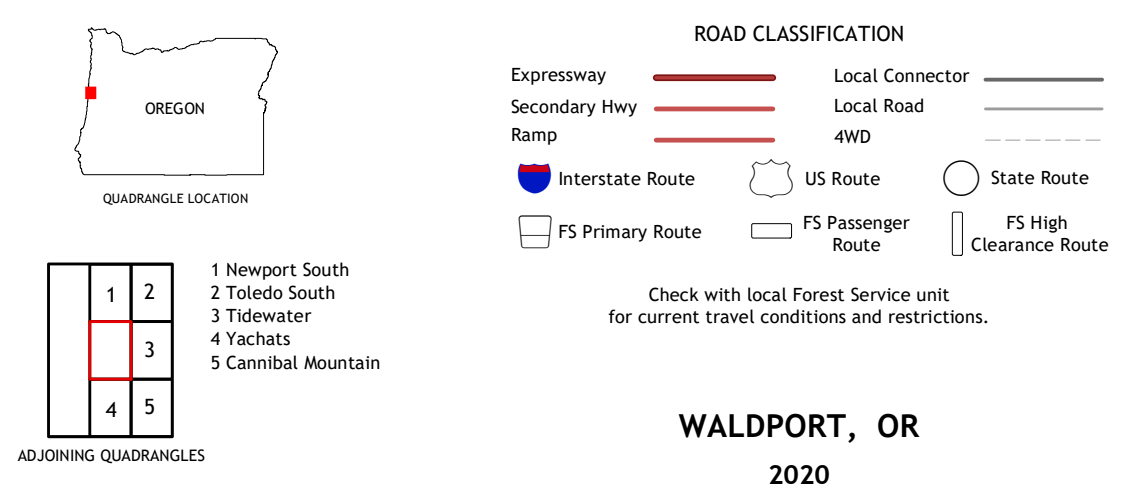 OREGON
QUADRANGLE LOCATION
1
2
3
4
5
1 Newport South
2 Toledo South
3 Tidewater
4 Yachats
5 Cannibal Mountain
ADJOINING QUADRANGLES
ROAD CLASSIFICATION
Expressway
Local Connector
Secondary Hwy
Local Road
Ramp
4WD
Interstate Route
US Route
State Route
FS Primary Route
FS Passenger
Route
FS High
Clearance Route
Check with local Forest Service unit
for current travel conditions and restrictions.
WALDPORT, OR
2020